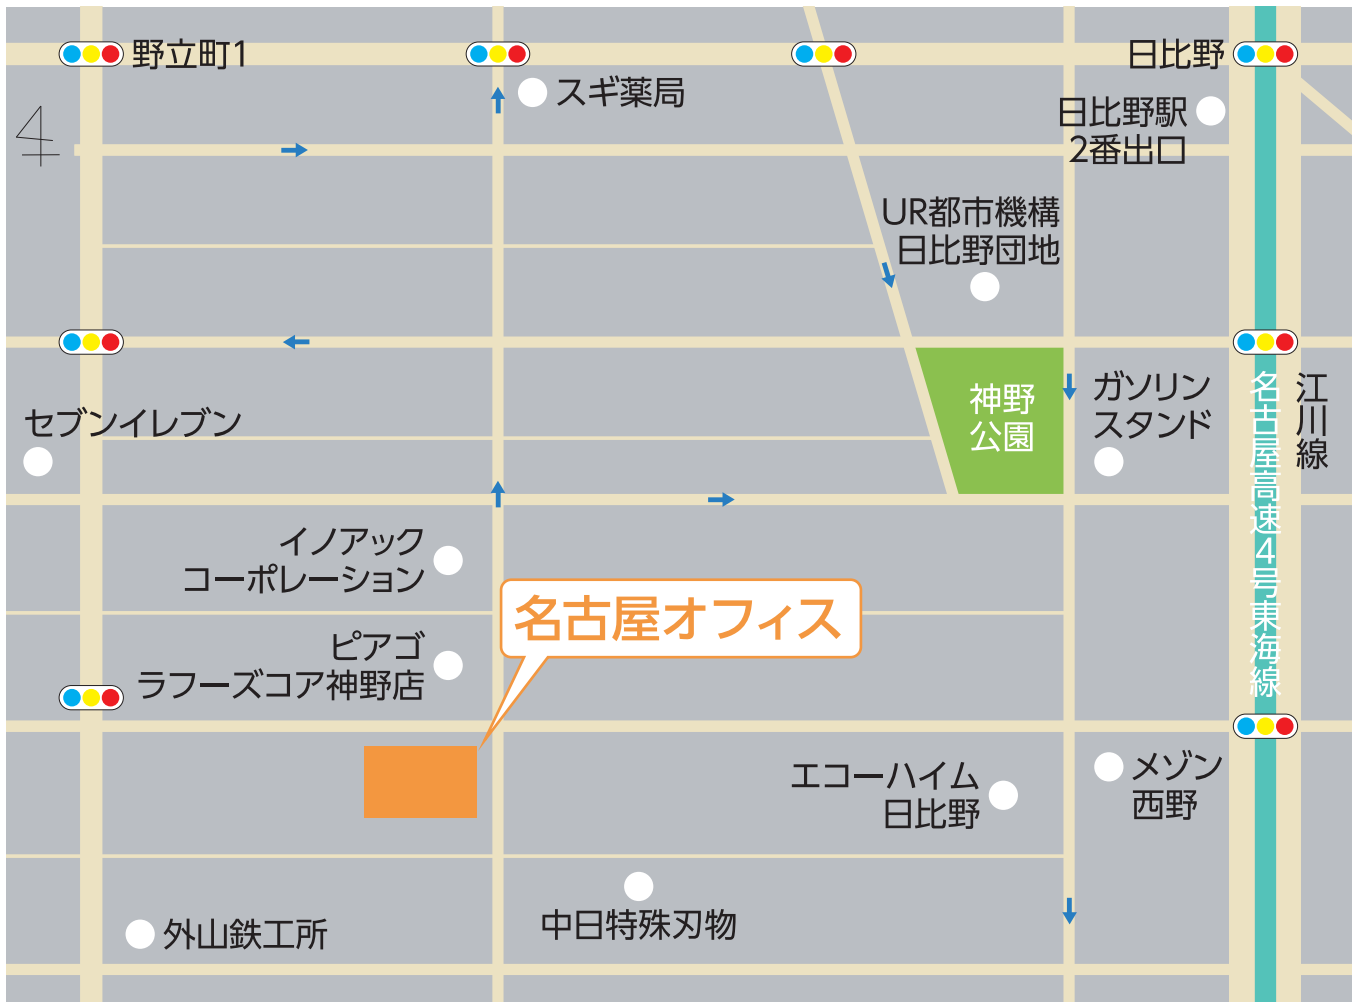 野立町1
日比野
スギ薬局
日比野駅
2番出口
UR都市機構
日比野団地
神野
公園
ガソリン
スタンド
江川線
名古屋高速4号東海線
セブンイレブン
イノアック
コーポレーション
名古屋オフィス
ピアゴ
ラフーズコア神野店
エコーハイム
日比野
メゾン
西野
中日特殊刃物
外山鉄工所